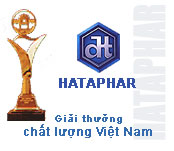 HATAPHAR
Giải thưởng
chất lượng Việt Nam
HATAPHAR